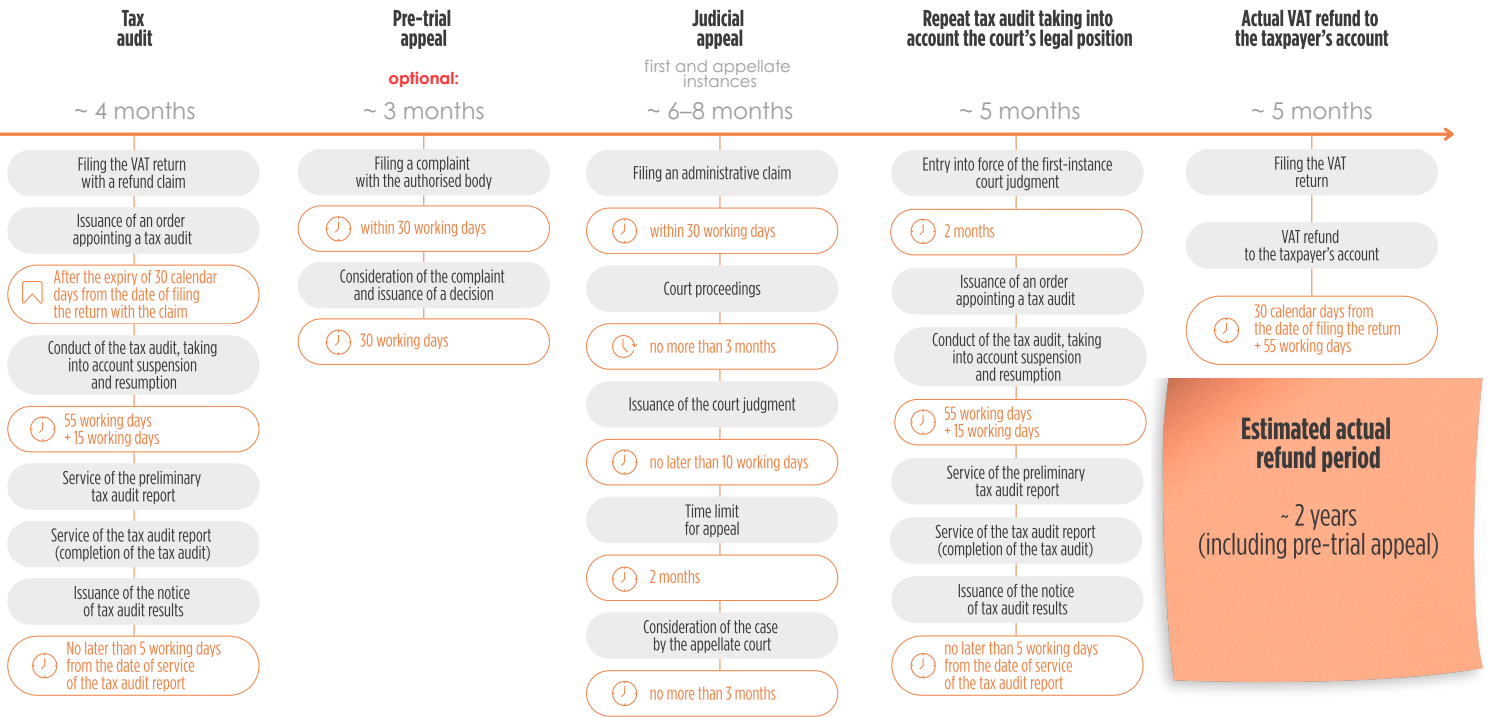 Tax
audit
~ 4 months
Filing the VAT return
with a refund claim
Issuance of an order
appointing a tax audit
After the expiry of 30 calendar
days from the date of filing
the return with the claim
Conduct of the tax audit, taking
into account suspension
and resumption
55 working days
+ 15 working days
Service of the preliminary
tax audit report
Service of the tax audit report
(completion of the tax audit)
Issuance of the notice
of tax audit results
No later than 5 working days
from the date of service
of the tax audit report
Pre-trial
appeal
optional:
~ 3 months
Filing a complaint
with the authorised body
within 30 working days
Consideration of the complaint
and issuance of a decision
30 working days
Judicial
appeal
first and appellate
instances
~ 6–8 months
Filing an administrative claim
within 30 working days
Court proceedings
no more than 3 months
Issuance of the court judgment
no later than 10 working days
Time limit
for appeal
2 months
Consideration of the case
by the appellate court
no more than 3 months
Repeat tax audit taking into
account the court's legal position
~ 5 months
Entry into force of the first-instance
court judgment
2 months
Issuance of an order
appointing a tax audit
Conduct of the tax audit, taking
into account suspension
and resumption
55 working days
+ 15 working days
Service of the preliminary
tax audit report
Service of the tax audit report
(completion of the tax audit)
Issuance of the notice
of tax audit results
no later than 5 working days
from the date of service
of the tax audit report
Actual VAT refund to
the taxpayer's account
~ 5 months
Filing the VAT
return
VAT refund
to the taxpayer's account
30 calendar days from
the date of filing the return
+ 55 working days
Estimated actual
refund period
~ 2 years
(including pre-trial appeal)